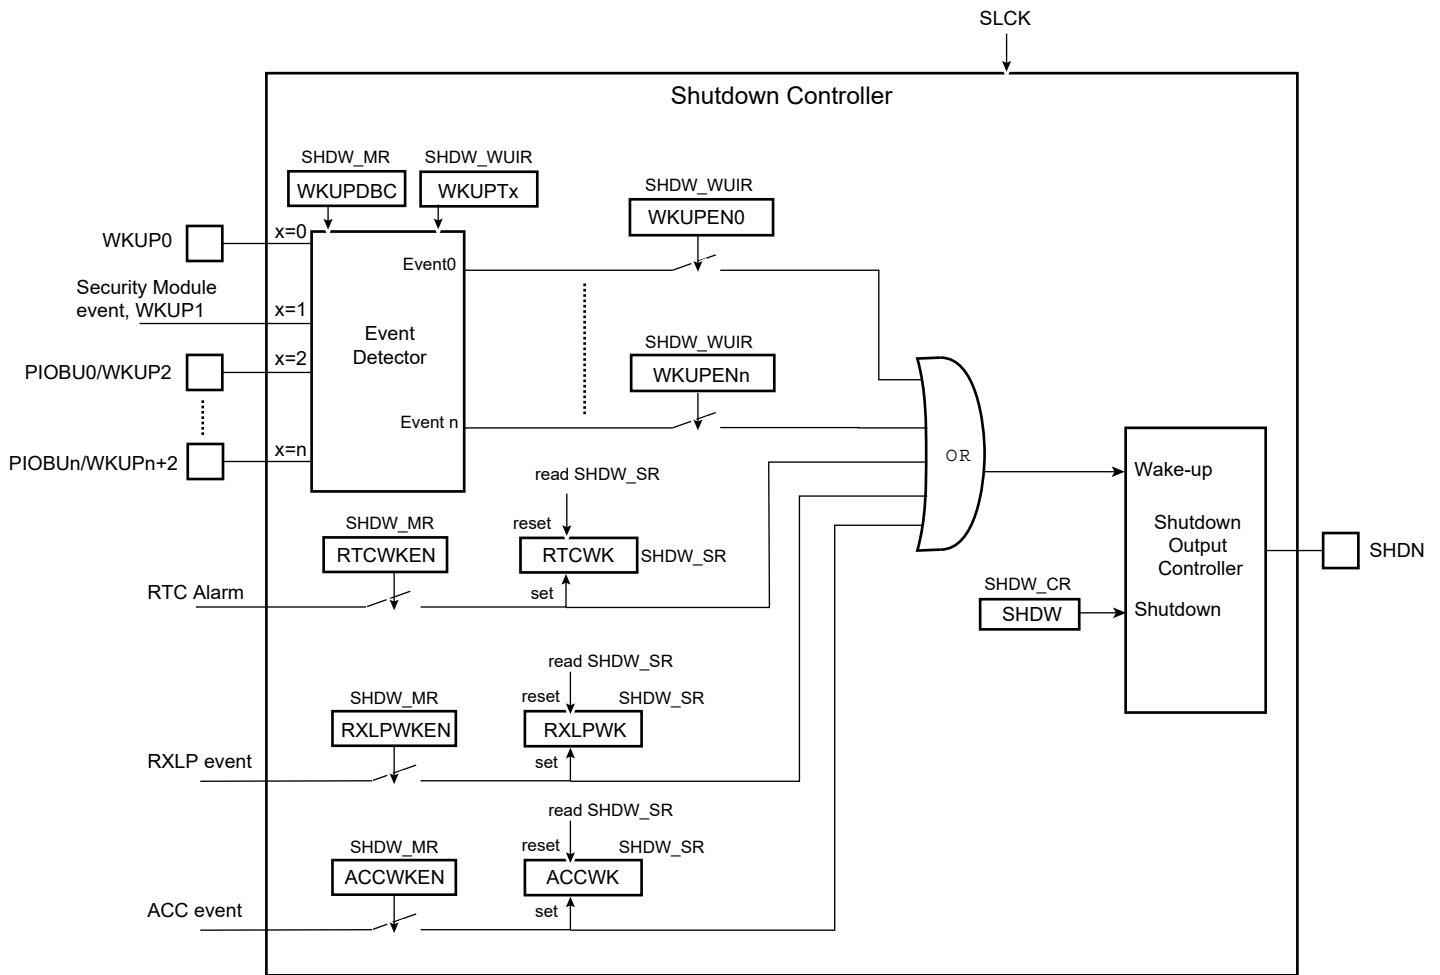 SLCK
Shutdown Controller
SHDW_MR
SHDW_WUIR
WKUPDBC
WKUPTx
SHDW_WUIR
WKUPEN0
WKUP0
x=0
Event0
Security Module
event, WKUP1
x=1
Event
Detector
SHDW_WUIR
WKUPENn
PIOBU0/WKUP2
x=2
Event n
PIOBUn/WKUPn+2
x=n
OR
Wake-up
Shutdown
Output
Controller
SHDN
SHDW_CR
SHDW
Shutdown
read SHDW_SR
reset
SHDW_MR
RTCWKEN
RTCWK
SHDW_SR
RTC Alarm
set
read SHDW_SR
reset
SHDW_MR
SHDW_SR
RXLPWKEN
RXLPWK
RXLP event
set
read SHDW_SR
reset
SHDW_MR
SHDW_SR
ACCWKEN
ACCWK
ACC event
set